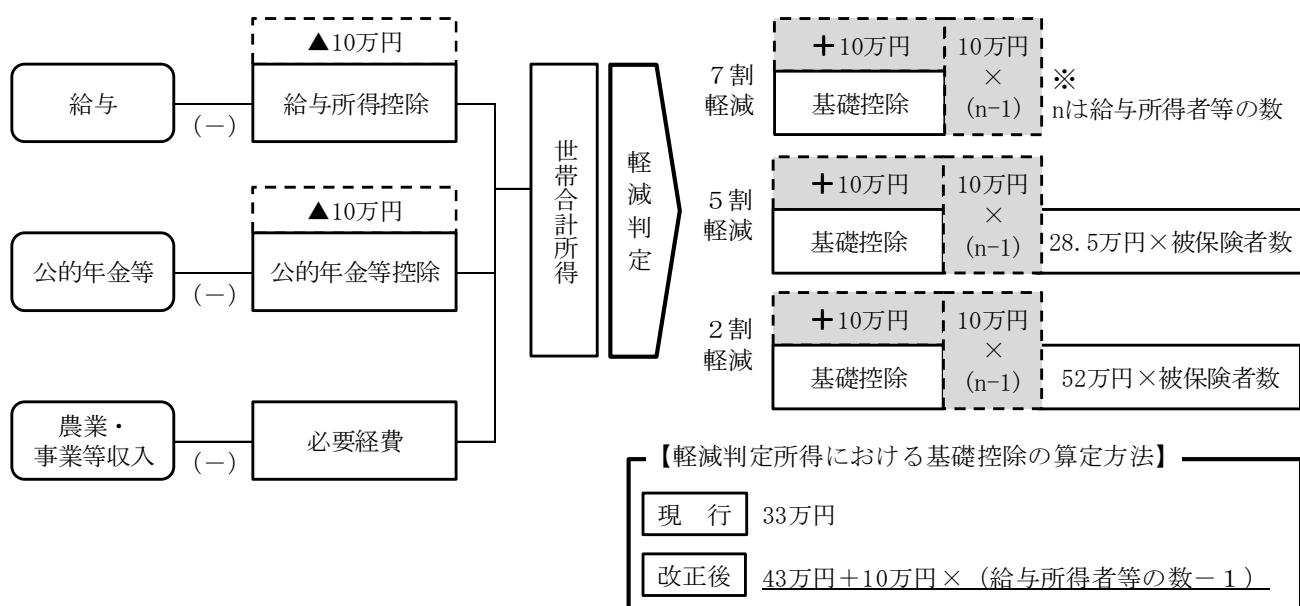 ▲10万円
給与
(－)
給与所得控除
▲10万円
公的年金等
(－)
公的年金等控除
農業・
事業等収入
(－)
必要経費
世帯合計所得
軽減判定
７割
軽減
＋10万円
基礎控除
10万円
×
(n-1)
※
nは給与所得者等の数
５割
軽減
＋10万円
基礎控除
10万円
×
(n-1)
28.5万円×被保険者数
２割
軽減
＋10万円
基礎控除
10万円
×
(n-1)
52万円×被保険者数
【軽減判定所得における基礎控除の算定方法】
現　行 33万円
改正後 43万円＋10万円×（給与所得者等の数－１）